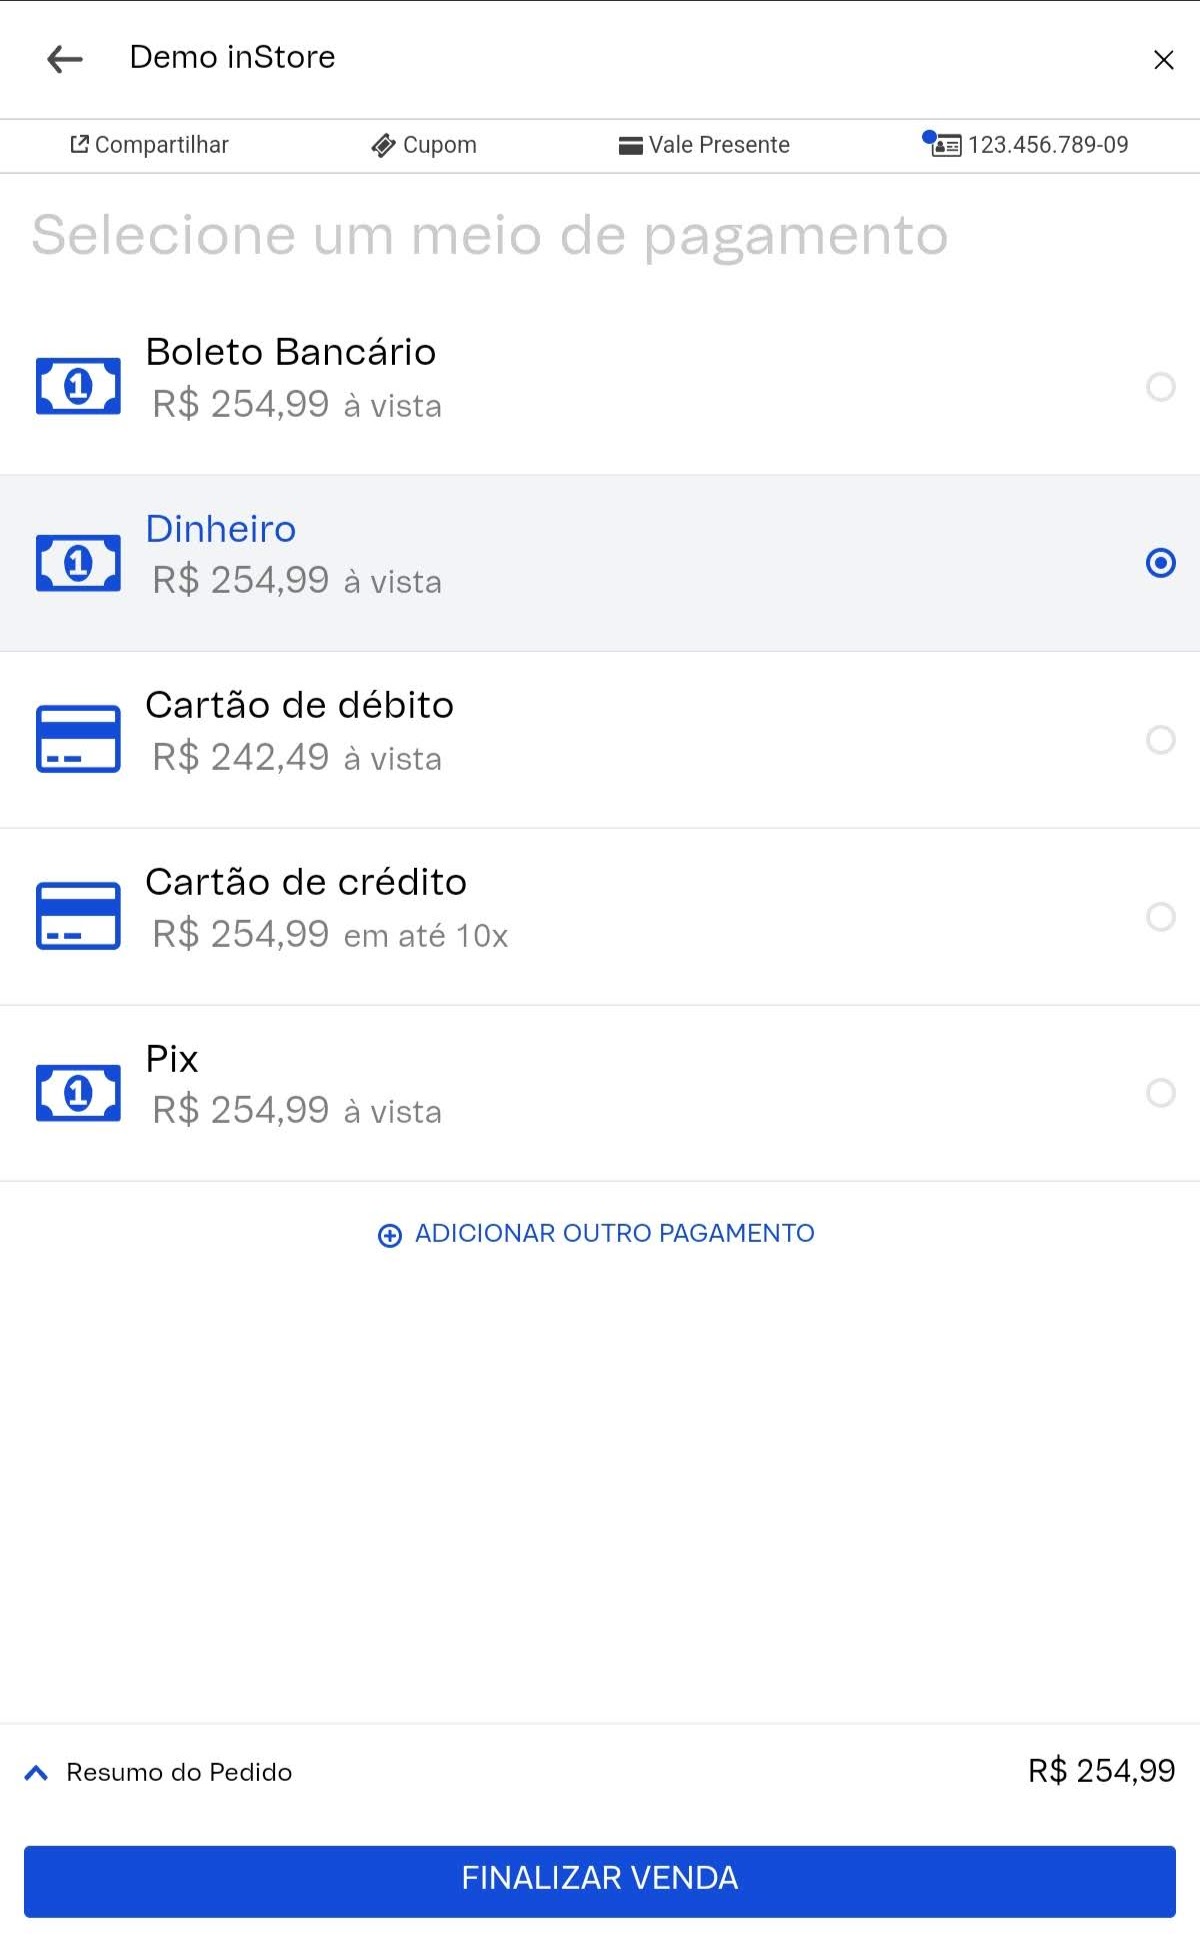 Demo inStore
Compartilhar
Cupom
Vale Presente
123.456.789-09
Selecione um meio de pagamento
Boleto Bancário
R$ 254,99 à vista
Dinheiro
R$ 254,99 à vista
Cartão de débito
R$ 242,49 à vista
Cartão de crédito
R$ 254,99 em até 10x
Pix
R$ 254,99 à vista
ADICIONAR OUTRO PAGAMENTO
Resumo do Pedido
R$ 254,99
FINALIZAR VENDA